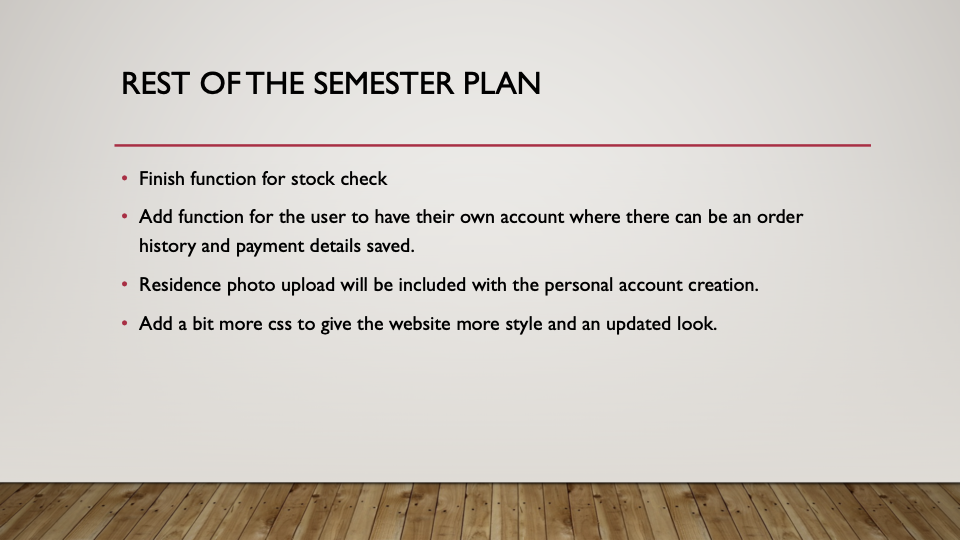 REST OF THE SEMESTER PLAN
• Finish function for stock check
• Add function for the user to have their own account where there can be an order
history and payment details saved.
• Residence photo upload will be included with the personal account creation.
• Add a bit more css to give the website more style and an updated look.